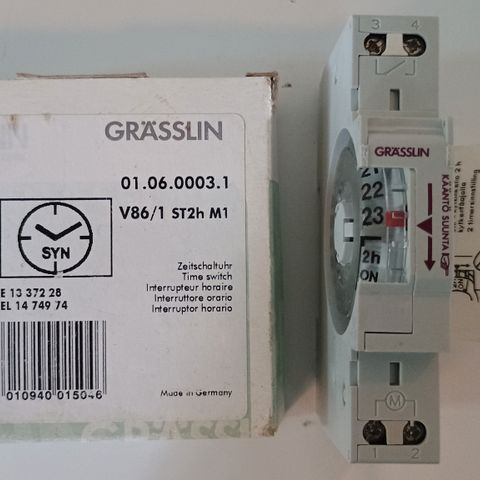 GRÄSSLIN
01.06.0003.1
V86/1 ST2h M1
SYN
Zeitschaltuhr
Time switch
Interrupteur horaire
Interruttore orario
Interruptor horario
E 13 372 28
EL 14 749 74
010940 015046
Made in Germany
GRÄSS
3 4
GRÄSSLIN
21
22
23
2h
ON
KÄÄNTÖ SUUNTA
M
1 2
2 h